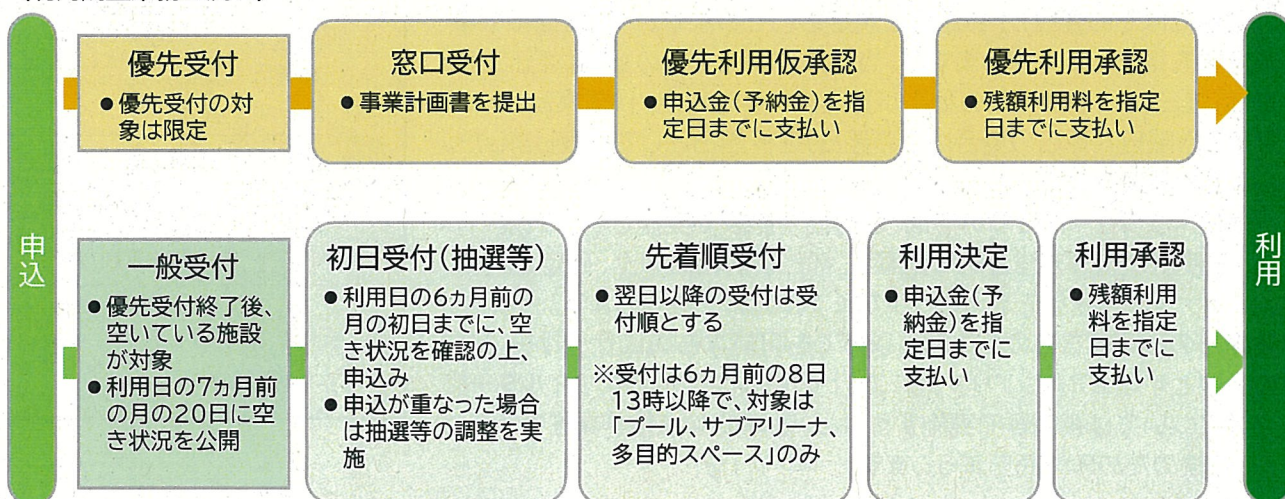 申込
優先受付
●優先受付の対
象は限定
窓口受付
●事業計画書を提出
優先利用仮承認
●申込金(予納金)を指
定日までに支払い
優先利用承認
●残額利用料を指定
日までに支払い
一般受付
●優先受付終了後、
空いている施設
が対象
●利用日の7ヵ月前
の月の20日に空
き状況を公開
初日受付(抽選等)
●利用日の6ヵ月前の
月の初日までに、空
き状況を確認の上、
申込み
●申込が重なった場合
は抽選等の調整を実
施
先着順受付
●翌日以降の受付は受
付順とする
※受付は6ヵ月前の8日
13時以降で、対象は
「プール、サブアリーナ、
多目的スペース」のみ
利用決定
●申込金(予
納金)を指
定日までに
支払い
利用承認
●残額利用
料を指定
日までに
支払い
利用